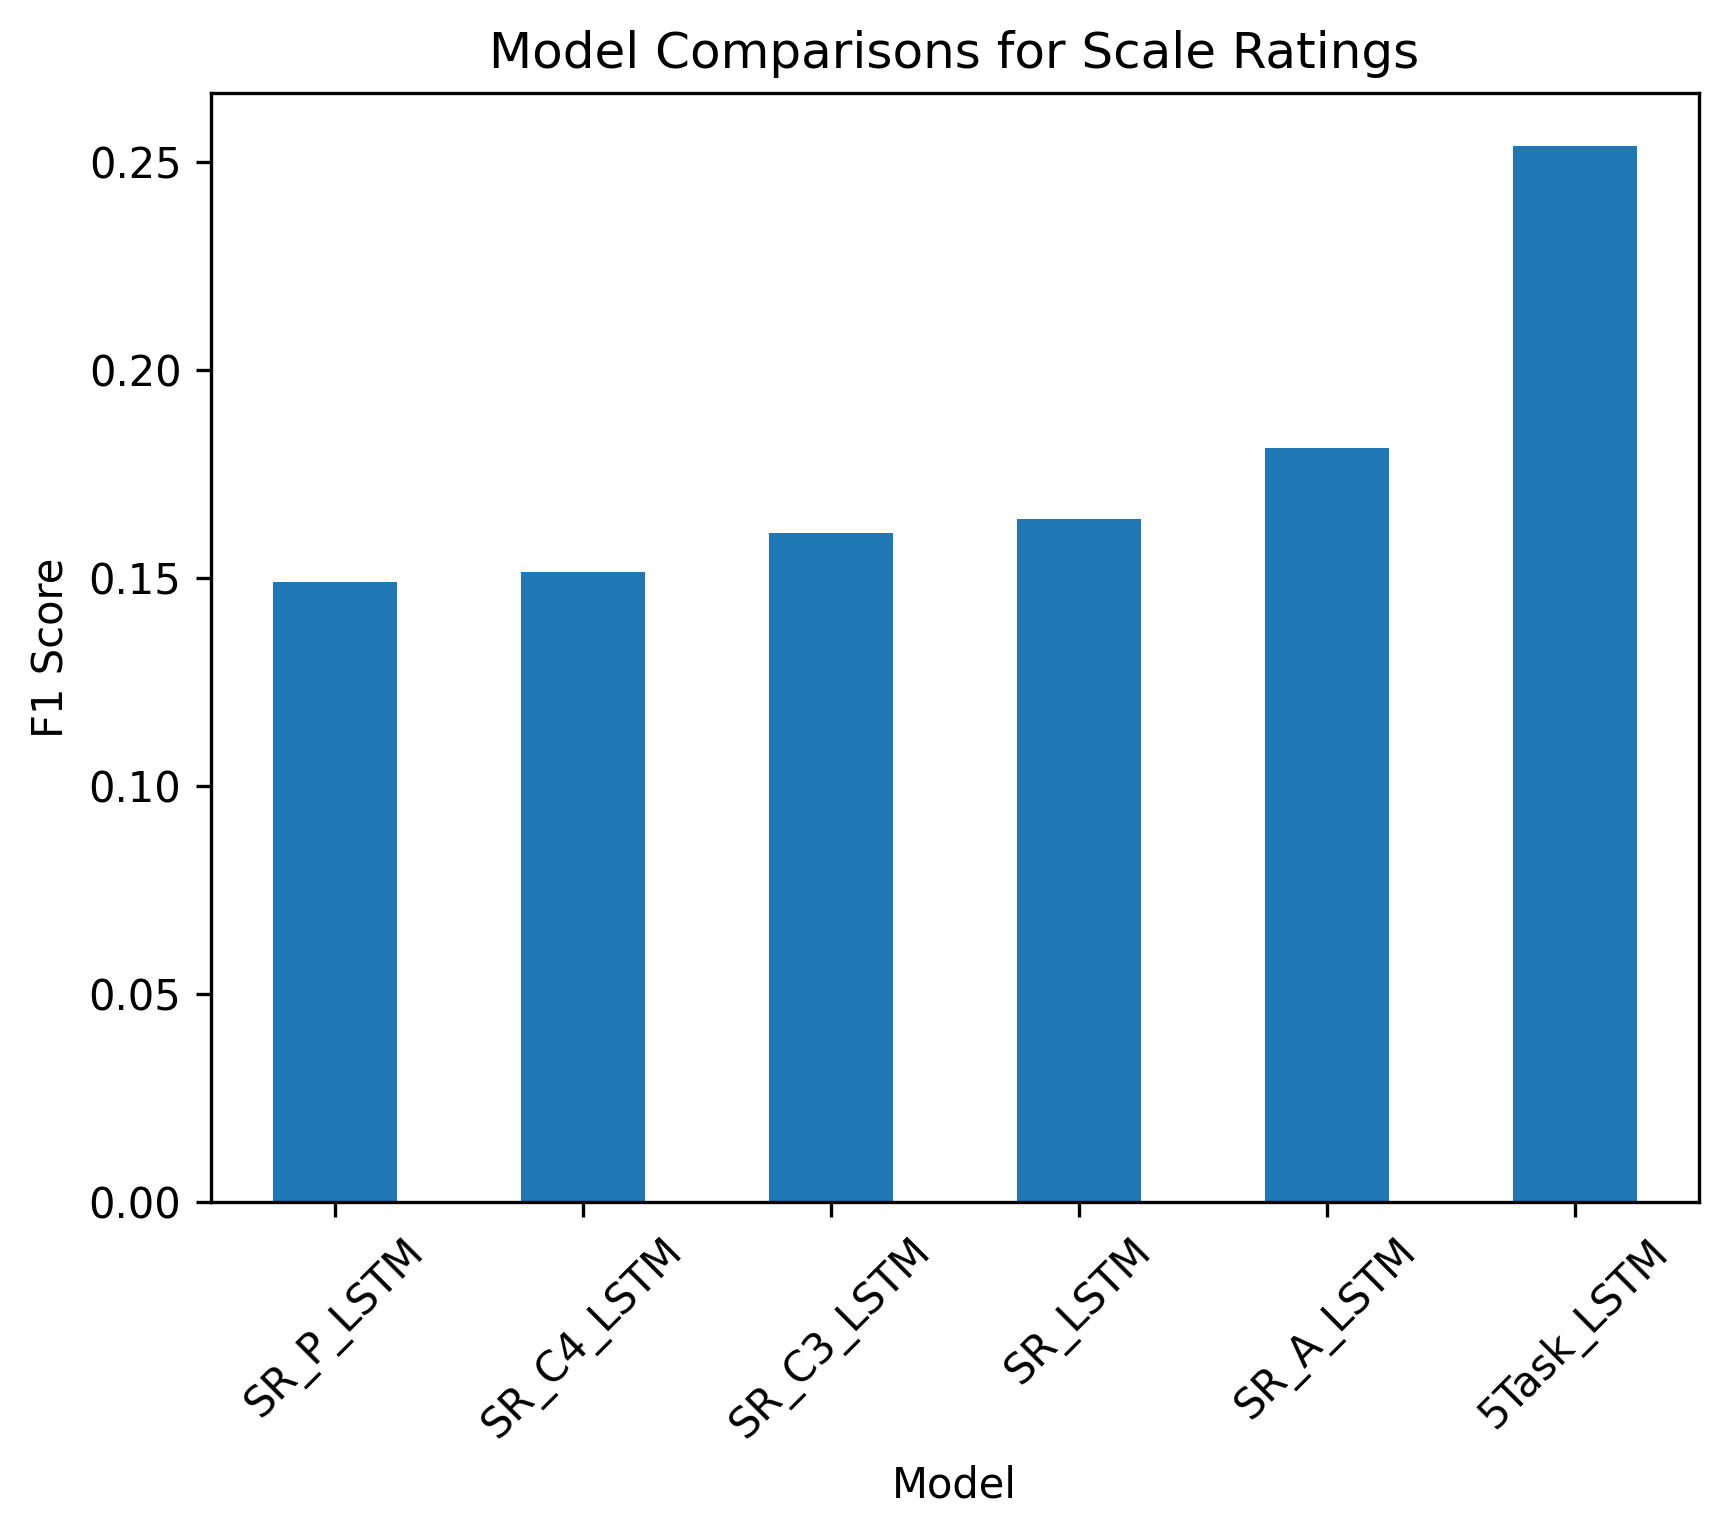 Model Comparisons for Scale Ratings
0.25
0.20
0.15
0.10
0.05
0.00
F1 Score
SR_P_LSTM
SR_C4_LSTM
SR_C3_LSTM
SR_LSTM
SR_A_LSTM
5Task_LSTM
Model